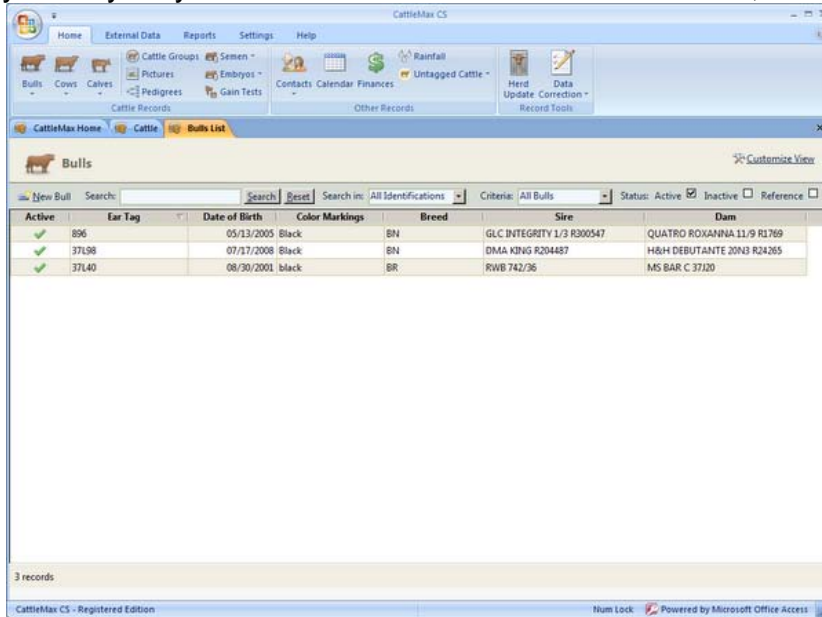 CattleMax CS
Home External Data Reports Settings Help
Bulls Cows Calves
Cattle Groups Semen
Pictures Embryos
Pedigrees Gain Tests
Cattle Records
Contacts Calendar Finances
Rainfall
Untagged Cattle
Other Records
Herd Update Data Correction
Record Tools
CattleMax Home Cattle Bulls List
Bulls Customize View
New Bull Search: Search Reset Search in: All Identifications Criteria: All Bulls Status: Active Inactive Reference
Active Ear Tag Date of Birth Color Markings Breed Sire Dam
896 05/13/2005 Black BN GLC INTEGRITY 1/3 R300547 QUATRO ROXANNA 11/9 R1769
37L98 07/17/2008 Black BN DMA KING R204487 H&H DEBUTANTE 20N3 R24265
37L40 08/30/2001 black BR RWB 742/36 MS BAR C 37J20
3 records
CattleMax CS - Registered Edition Num Lock Powered by Microsoft Office Access